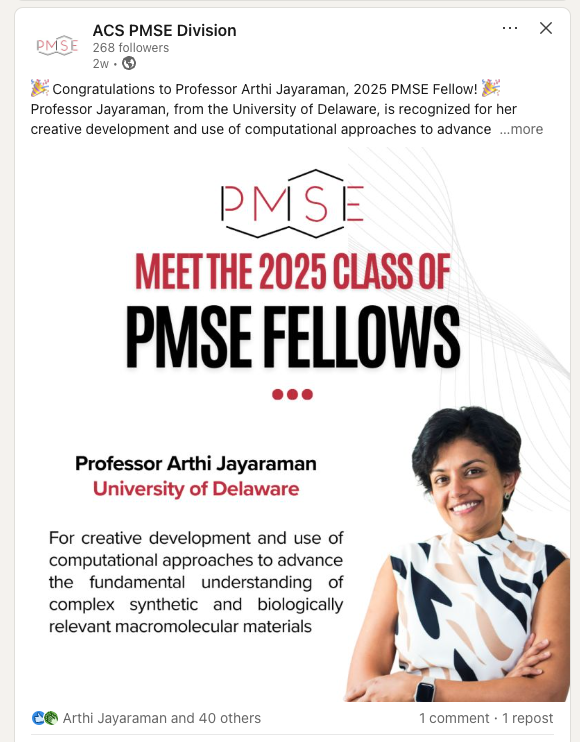 ACS PMSE Division
PMSE
268 followers
2w •
Congratulations to Professor Arthi Jayaraman, 2025 PMSE Fellow!
Professor Jayaraman, from the University of Delaware, is recognized for her
creative development and use of computational approaches to advance ...more
PMSE
MEET THE 2025 CLASS OF
PMSE FELLOWS
Professor Arthi Jayaraman
University of Delaware
For creative development and use of
computational approaches to advance
the fundamental understanding of
complex synthetic and biologically
relevant macromolecular materials
Arthi Jayaraman and 40 others
1 comment · 1 repost